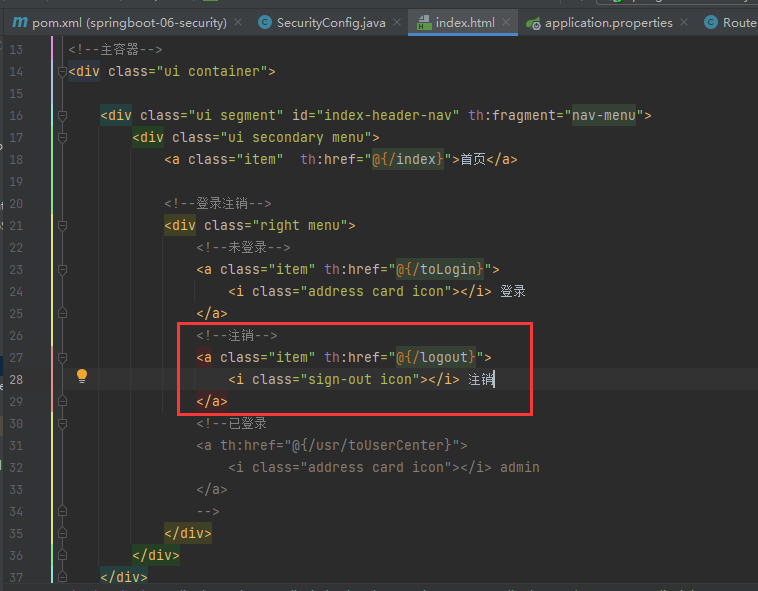 pom.xml (springboot-06-security) × SecurityConfig.java × index.html × application.properties × Route
13 <!--主容器-->
14 <div class="ui container">
15
16 <div class="ui segment" id="index-header-nav" th:fragment="nav-menu">
17 <div class="ui secondary menu">
18 <a class="item"  th:href="@{/index}">首页</a>
19
20 <!--登录注销-->
21 <div class="right menu">
22 <!--未登录-->
23 <a class="item" th:href="@{/toLogin}">
24 <i class="address card icon"></i> 登录
25 </a>
26 <!--注销-->
27 <a class="item" th:href="@{/logout}">
28 <i class="sign-out icon"></i> 注销
29 </a>
30 <!--已登录
31 <a th:href="@{/usr/toUserCenter}">
32 <i class="address card icon"></i> admin
33 </a>
34 -->
35 </div>
36 </div>
37 </div>